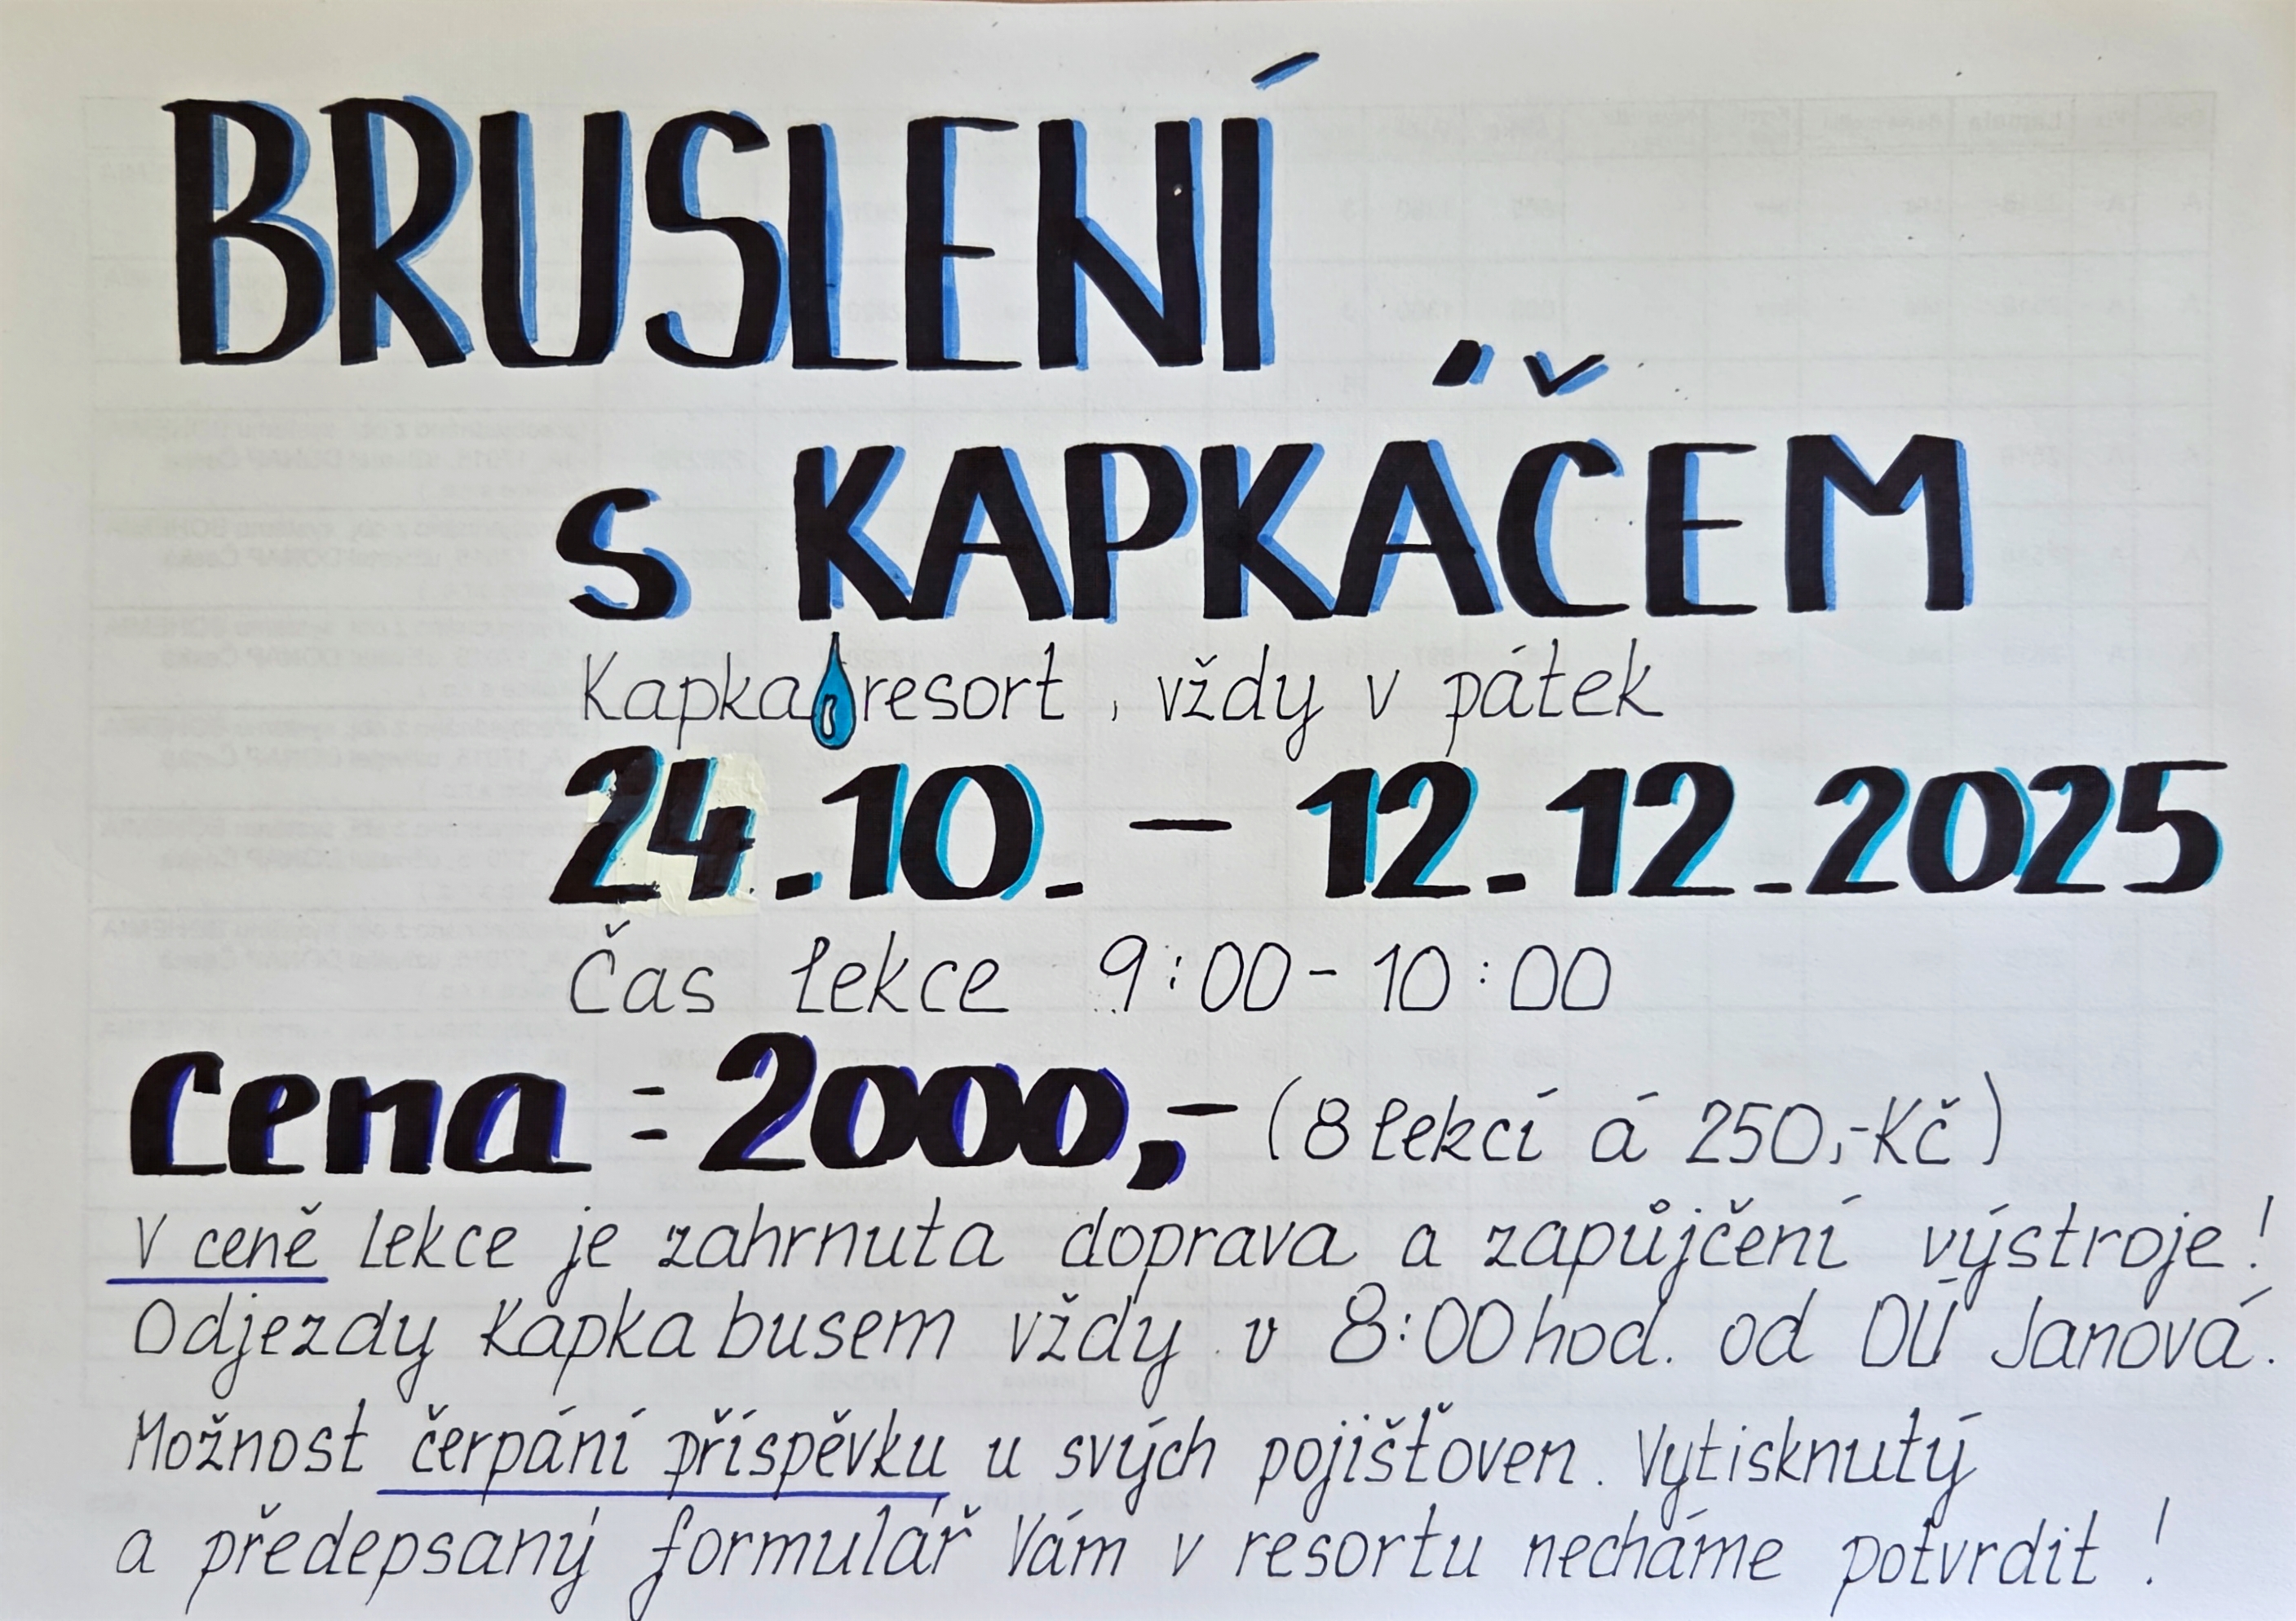 BRUSLENÍ
s KAPKÁČEM
Kapka resort, vždy v pátek
24.10. - 12.12.2025
Čas lekce 9:00 - 10:00
Cena = 2000,- (8 lekcí á 250,-Kč)
V ceně lekce je zahrnuta doprava a zapůjčení výstroje!
Odjezdy Kapka busem vždy v 8:00 hod. od DÚ Janová.
Možnost čerpání příspěvku u svých pojišťoven. Vytisknutý
a předepsaný formulář Vám v resortu necháme potvrdit!